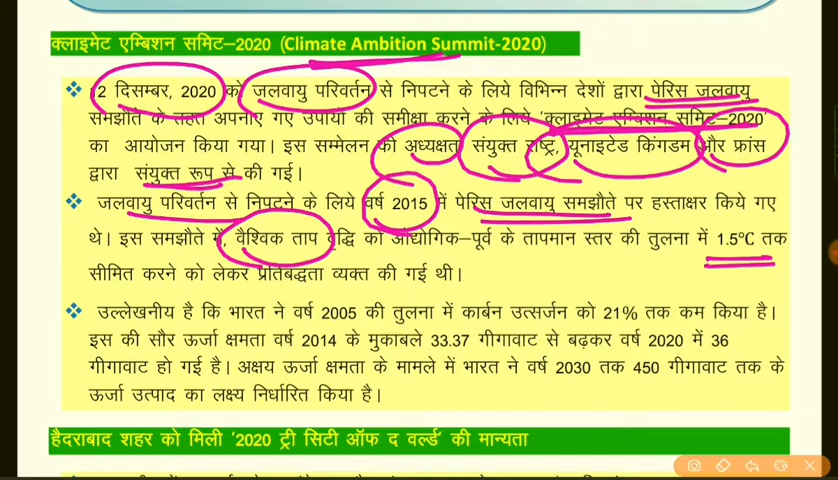 क्लाइमेट एम्बिशन समिट–2020 (Climate Ambition Summit-2020)
12 दिसम्बर, 2020 को जलवायु परिवर्तन से निपटने के लिये विभिन्न देशों द्वारा पेरिस जलवायु
समझौते के तहत अपनाए गए उपायों की समीक्षा करने के लिये 'क्लाइमेट एम्बिशन समिट–2020'
का आयोजन किया गया। इस सम्मेलन की अध्यक्षता संयुक्त राष्ट्र, यूनाइटेड किंगडम और फ्रांस
द्वारा संयुक्त रूप से की गई।
जलवायु परिवर्तन से निपटने के लिये वर्ष 2015 में पेरिस जलवायु समझौते पर हस्ताक्षर किये गए
थे। इस समझौते में, वैश्विक ताप वृद्धि को औद्योगिक–पूर्व के तापमान स्तर की तुलना में 1.5°C तक
सीमित करने को लेकर प्रतिबद्धता व्यक्त की गई थी।
उल्लेखनीय है कि भारत ने वर्ष 2005 की तुलना में कार्बन उत्सर्जन को 21% तक कम किया है।
इस की सौर ऊर्जा क्षमता वर्ष 2014 के मुकाबले 33.37 गीगावाट से बढ़कर वर्ष 2020 में 36
गीगावाट हो गई है। अक्षय ऊर्जा क्षमता के मामले में भारत ने वर्ष 2030 तक 450 गीगावाट तक के
ऊर्जा उत्पाद का लक्ष्य निर्धारित किया है।
हैदराबाद शहर को मिली '2020 ट्री सिटी ऑफ द वर्ल्ड' की मान्यता